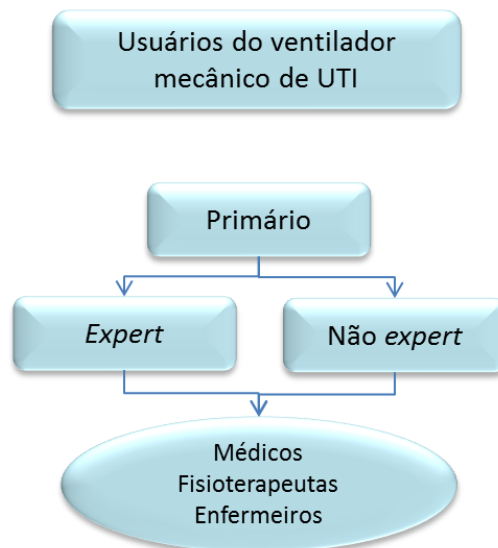 Usuários do ventilador
mecânico de UTI
Primário
Expert
Não expert
Médicos
Fisioterapeutas
Enfermeiros